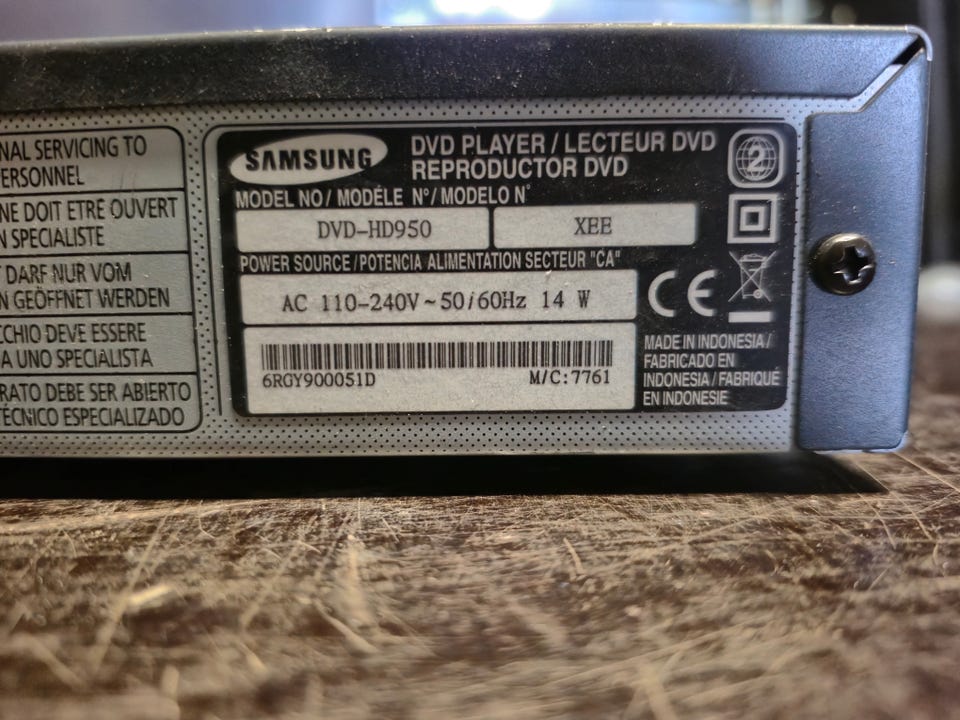 NAL SERVICING TO
ERSONNEL
NE DOIT ETRE OUVERT
N SPECIALISTE
DARF NUR VOM
N GEÖFFNET WERDEN
CCHIO DEVE ESSERE
A UNO SPECIALISTA
RATO DEBE SER ABIERTO
TÉCNICO ESPECIALIZADO
SAMSUNG
DVD PLAYER / LECTEUR DVD
REPRODUCTOR DVD
2
MODEL NO / MODÉLE N° / MODELO N°
DVD-HD950
XEE
POWER SOURCE / POTENCIA ALIMENTATION SECTEUR "CA"
AC 110-240V ~ 50/60Hz 14 W
CE
6RGY900051D
M/C:7761
MADE IN INDONESIA /
FABRICADO EN
INDONESIA / FABRIQUÉ
EN INDONESIE